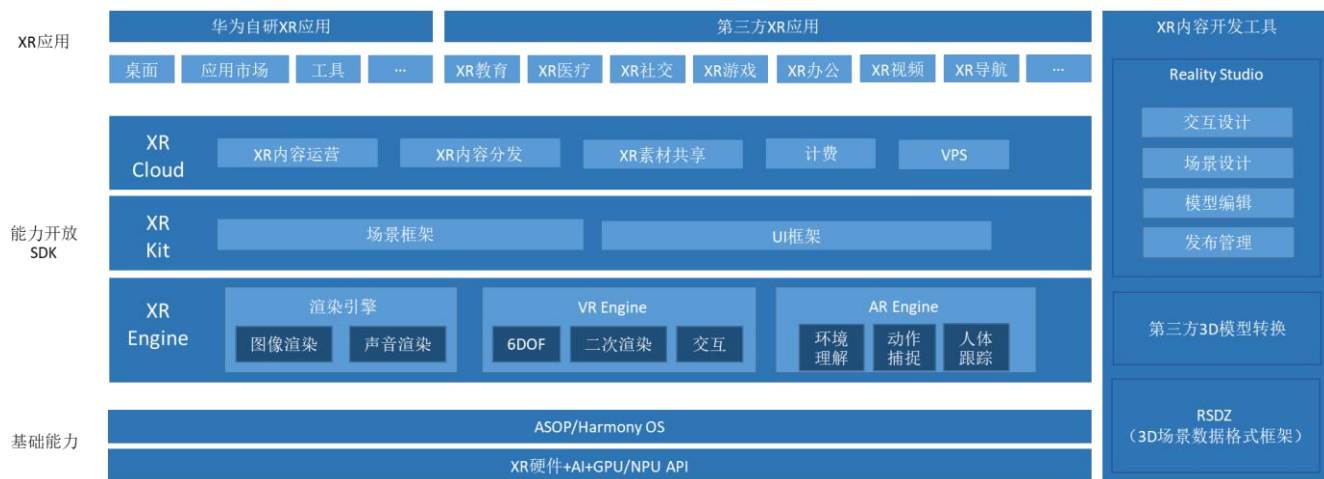 XR应用
华为自研XR应用
第三方XR应用
桌面
应用市场
工具
...
XR教育
XR医疗
XR社交
XR游戏
XR办公
XR视频
XR导航
...
能力开放
SDK
XR
Cloud
XR内容运营
XR内容分发
XR素材共享
计费
VPS
XR
Kit
场景框架
UI框架
XR
Engine
渲染引擎
图像渲染
声音渲染
VR Engine
6DOF
二次渲染
交互
AR Engine
环境
理解
动作
捕捉
人体
跟踪
基础能力
ASOP/Harmony OS
XR硬件+AI+GPU/NPU API
XR内容开发工具
Reality Studio
交互设计
场景设计
模型编辑
发布管理
第三方3D模型转换
RSDZ
（3D场景数据格式框架）